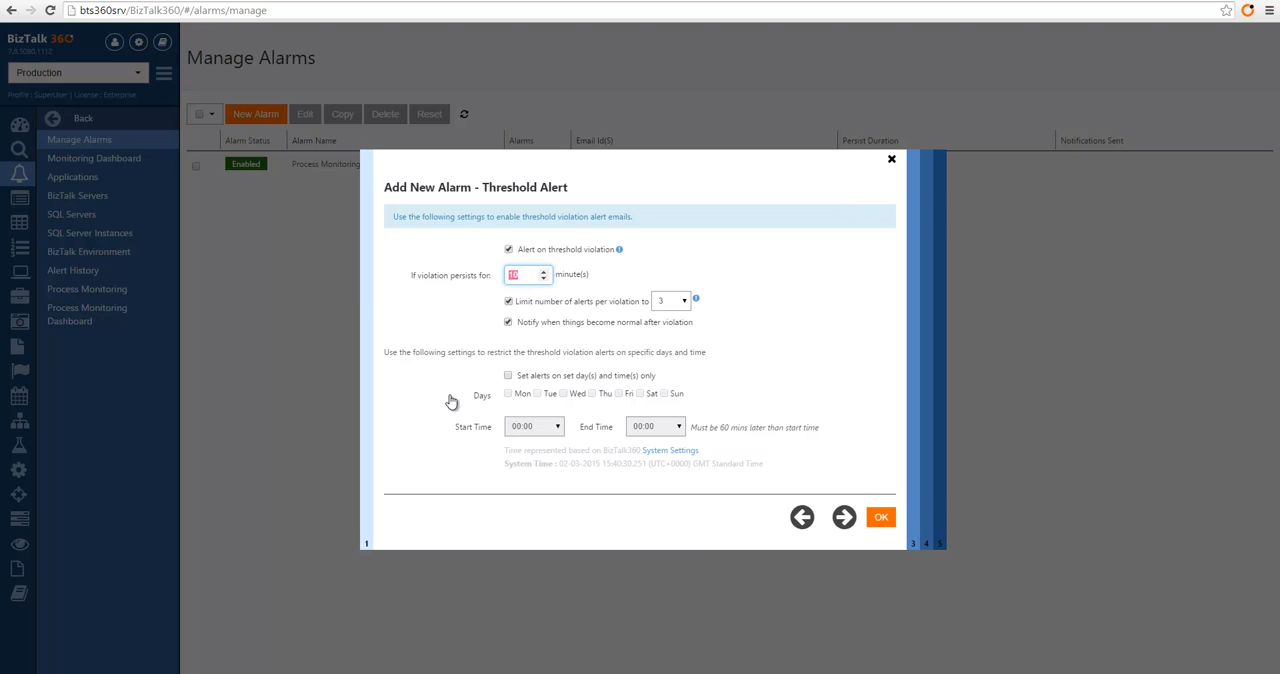 bts360srv/BizTalk360/#/alarms/manage
BizTalk 360
Production
Profile : SuperUser | License : Enterprise
Back
Manage Alarms
Monitoring Dashboard
Applications
BizTalk Servers
SQL Servers
SQL Server Instances
BizTalk Environment
Alert History
Process Monitoring
Process Monitoring
Dashboard
Manage Alarms
New Alarm Edit Copy Delete Reset
Alarm Status Alarm Name Alarms Email Id(S) Persist Duration Notifications Sent
Enabled Process Monitoring
Add New Alarm - Threshold Alert
Use the following settings to enable threshold violation alert emails.
Alert on threshold violation
If violation persists for: 10 minute(s)
Limit number of alerts per violation to 3
Notify when things become normal after violation
Use the following settings to restrict the threshold violation alerts on specific days and time
Set alerts on set day(s) and time(s) only
Days Mon Tue Wed Thu Fri Sat Sun
Start Time 00:00 End Time 00:00 Must be 60 mins later than start time
Time represented based on BizTalk360 System Settings
System Time : 02-03-2015 15:40:30.251 (UTC+0000) GMT Standard Time
OK
1
3 4 5